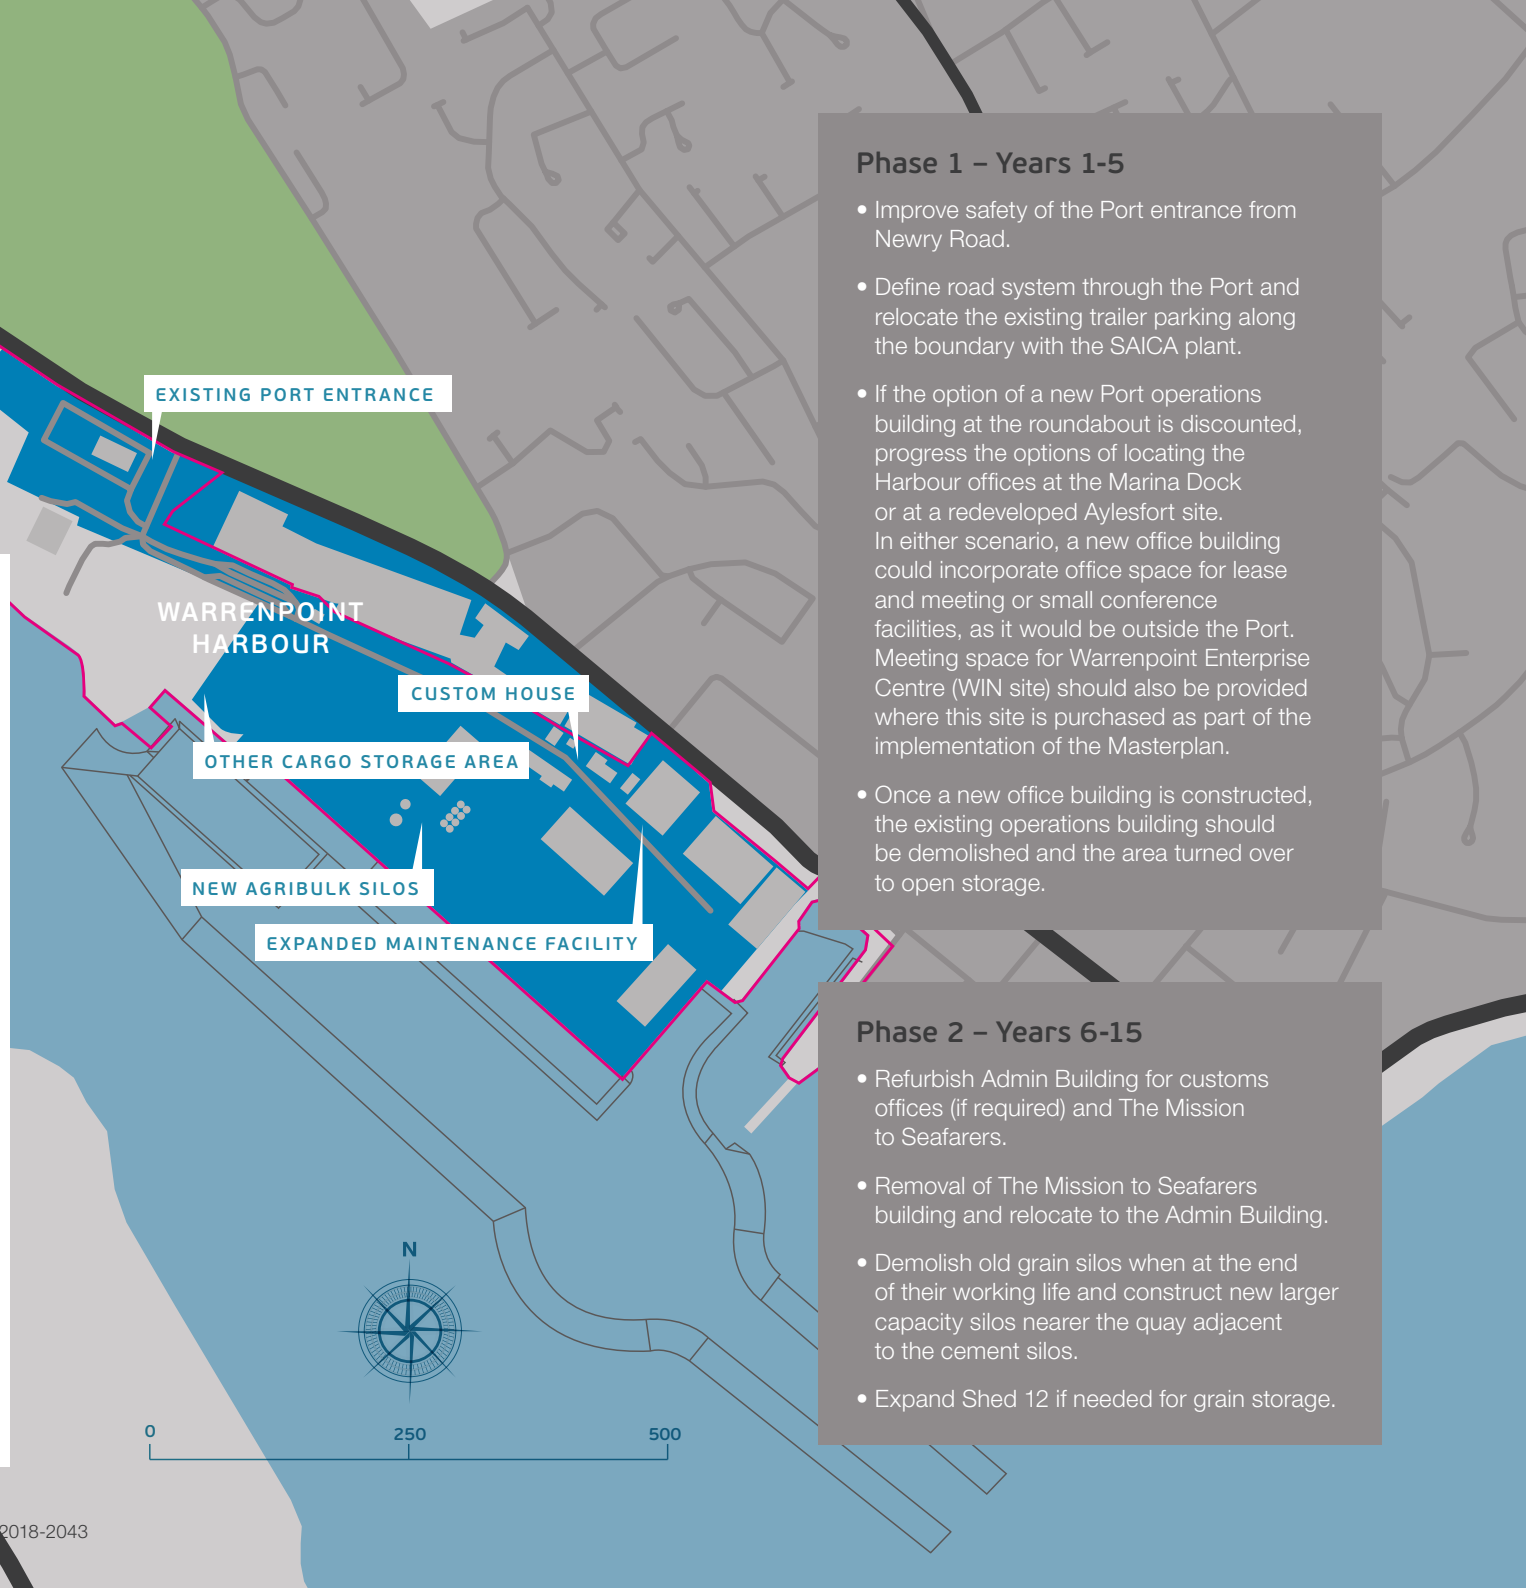 EXISTING PORT ENTRANCE
WARRENPOINT
HARBOUR
CUSTOM HOUSE
OTHER CARGO STORAGE AREA
NEW AGRIBULK SILOS
EXPANDED MAINTENANCE FACILITY
N
0 250 500
2018-2043
Phase 1 – Years 1-5
• Improve safety of the Port entrance from
Newry Road.
• Define road system through the Port and
relocate the existing trailer parking along
the boundary with the SAICA plant.
• If the option of a new Port operations
building at the roundabout is discounted,
progress the options of locating the
Harbour offices at the Marina Dock
or at a redeveloped Aylesfort site.
In either scenario, a new office building
could incorporate office space for lease
and meeting or small conference
facilities, as it would be outside the Port.
Meeting space for Warrenpoint Enterprise
Centre (WIN site) should also be provided
where this site is purchased as part of the
implementation of the Masterplan.
• Once a new office building is constructed,
the existing operations building should
be demolished and the area turned over
to open storage.
Phase 2 – Years 6-15
• Refurbish Admin Building for customs
offices (if required) and The Mission
to Seafarers.
• Removal of The Mission to Seafarers
building and relocate to the Admin Building.
• Demolish old grain silos when at the end
of their working life and construct new larger
capacity silos nearer the quay adjacent
to the cement silos.
• Expand Shed 12 if needed for grain storage.